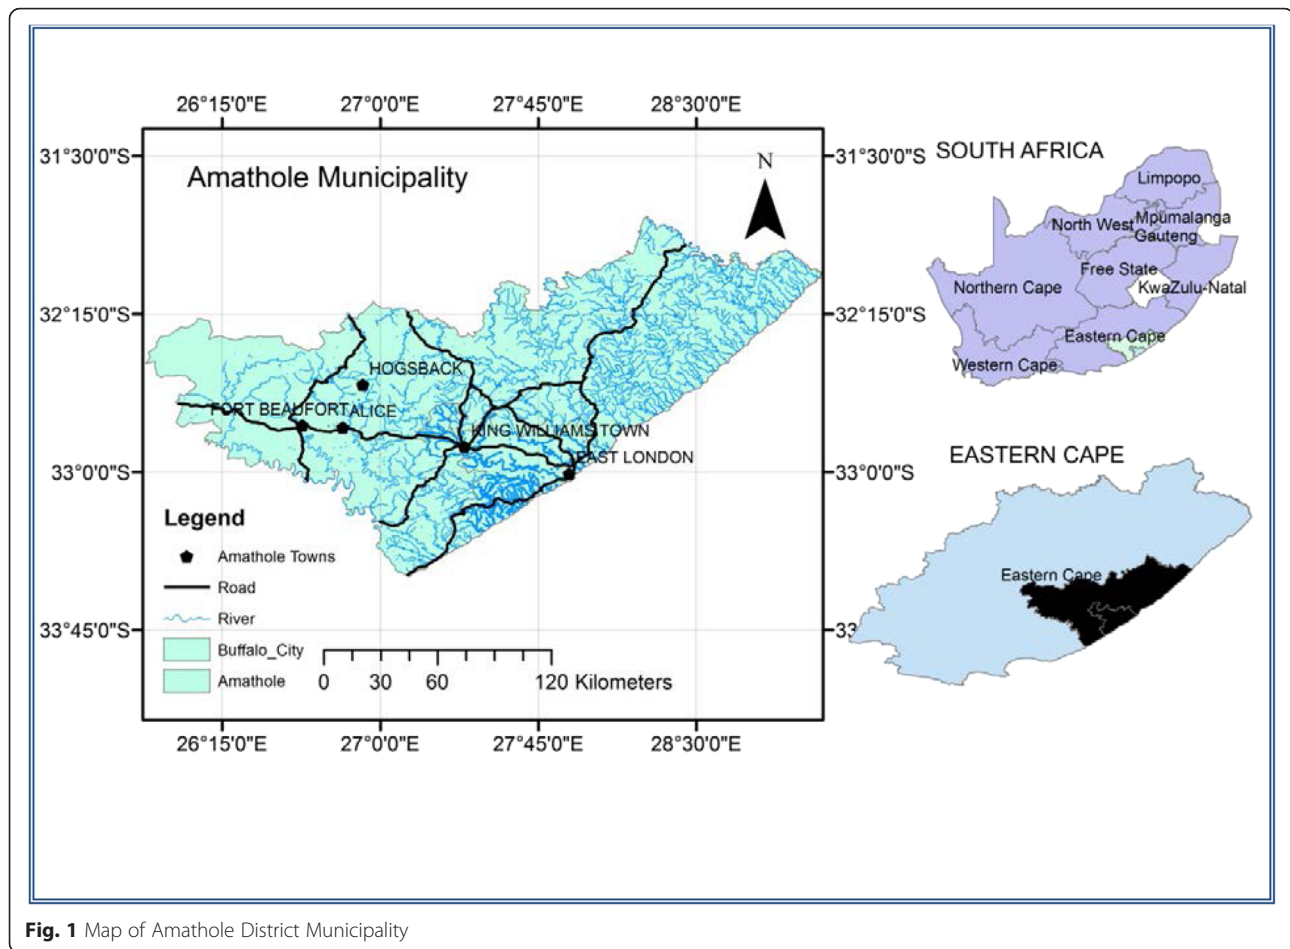 26°15'0"E 27°0'0"E 27°45'0"E 28°30'0"E
31°30'0"S
31°30'0"S
Amathole Municipality
N
32°15'0"S
32°15'0"S
HOGSBACK
FORT BEAUFORT
ALICE
KING WILLIAMS TOWN
EAST LONDON
33°0'0"S
33°0'0"S
Legend
Amathole Towns
Road
River
Buffalo_City
Amathole
33°45'0"S
33
0 30 60 120 Kilometers
26°15'0"E 27°0'0"E 27°45'0"E 28°30'0"E
SOUTH AFRICA
Limpopo
North West
Mpumalanga
Gauteng
Free State
Northern Cape
KwaZulu-Natal
Eastern Cape
Western Cape
EASTERN CAPE
Eastern Cape
Fig. 1 Map of Amathole District Municipality